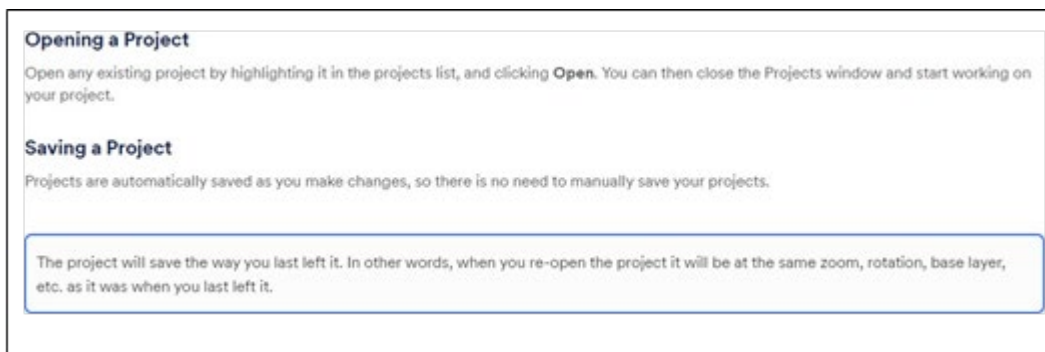 Opening a Project
Open any existing project by highlighting it in the projects list, and clicking Open. You can then close the Projects window and start working on
your project.
Saving a Project
Projects are automatically saved as you make changes, so there is no need to manually save your projects.
The project will save the way you last left it. In other words, when you re-open the project it will be at the same zoom, rotation, base layer,
etc. as it was when you last left it.